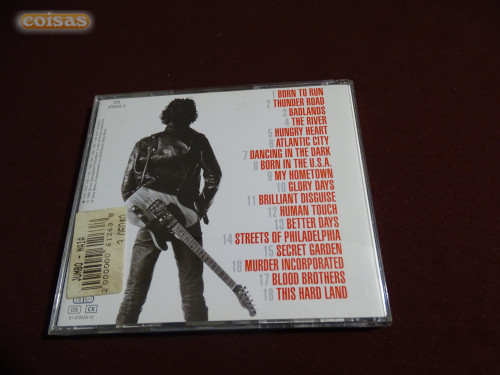 coisas
1 BORN TO RUN
2 THUNDER ROAD
3 BADLANDS
4 THE RIVER
5 HUNGRY HEART
6 ATLANTIC CITY
7 DANCING IN THE DARK
8 BORN IN THE U.S.A.
9 MY HOMETOWN
10 GLORY DAYS
11 BRILLIANT DISGUISE
12 HUMAN TOUCH
13 BETTER DAYS
14 STREETS OF PHILADELPHIA
15 SECRET GARDEN
16 MURDER INCORPORATED
17 BLOOD BROTHERS
18 THIS HARD LAND
JUMBO - MAIA